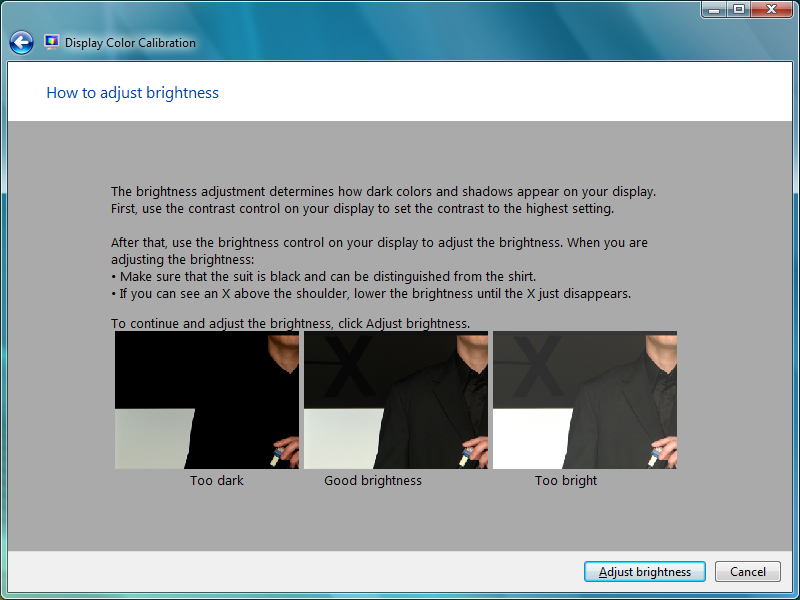 Display Color Calibration
How to adjust brightness
The brightness adjustment determines how dark colors and shadows appear on your display.
First, use the contrast control on your display to set the contrast to the highest setting.
After that, use the brightness control on your display to adjust the brightness. When you are
adjusting the brightness:
• Make sure that the suit is black and can be distinguished from the shirt.
• If you can see an X above the shoulder, lower the brightness until the X just disappears.
To continue and adjust the brightness, click Adjust brightness.
X
X
Too dark
Good brightness
Too bright
Adjust brightness
Cancel